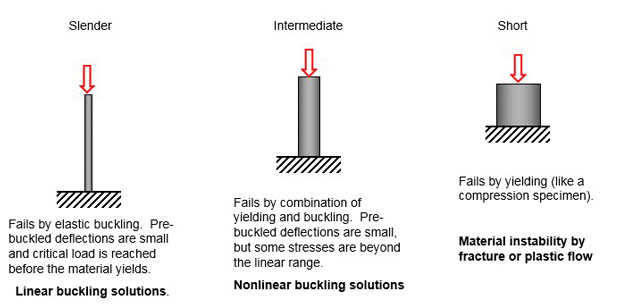 Slender
Fails by elastic buckling.  Pre-
buckled deflections are small
and critical load is reached
before the material yields.
Linear buckling solutions.
Intermediate
Fails by combination of
yielding and buckling.  Pre-
buckled deflections are small,
but some stresses are beyond
the linear range.
Nonlinear buckling solutions
Short
Fails by yielding (like a
compression specimen).
Material instability by
fracture or plastic flow